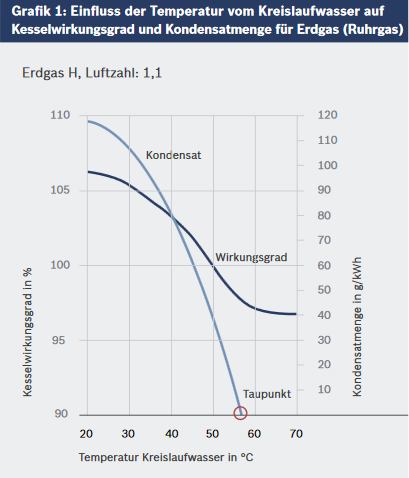 Grafik 1: Einfluss der Temperatur vom Kreislaufwasser auf
Kesselwirkungsgrad und Kondensatmenge für Erdgas (Ruhrgas)
Erdgas H, Luftzahl: 1,1
110
105
100
95
90
Kesselwirkungsgrad in %
Kondensat
Wirkungsgrad
Taupunkt
120
110
100
90
80
70
60
50
40
30
20
10
Kondensatmenge in g/kWh
20 30 40 50 60 70
Temperatur Kreislaufwasser in °C